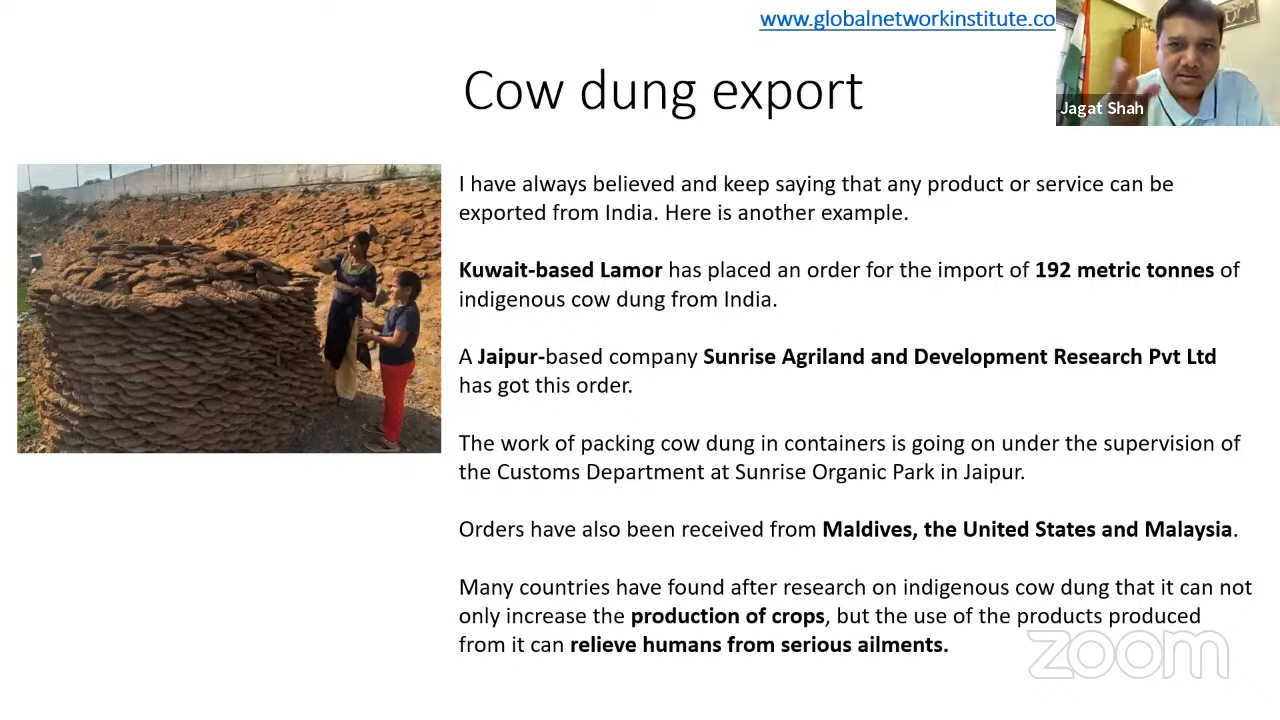 www.globalnetworkinstitute.co
Jagat Shah
Cow dung export
I have always believed and keep saying that any product or service can be
exported from India. Here is another example.
Kuwait-based Lamor has placed an order for the import of 192 metric tonnes of
indigenous cow dung from India.
A Jaipur-based company Sunrise Agriland and Development Research Pvt Ltd
has got this order.
The work of packing cow dung in containers is going on under the supervision of
the Customs Department at Sunrise Organic Park in Jaipur.
Orders have also been received from Maldives, the United States and Malaysia.
Many countries have found after research on indigenous cow dung that it can not
only increase the production of crops, but the use of the products produced
from it can relieve humans from serious ailments.
zoom